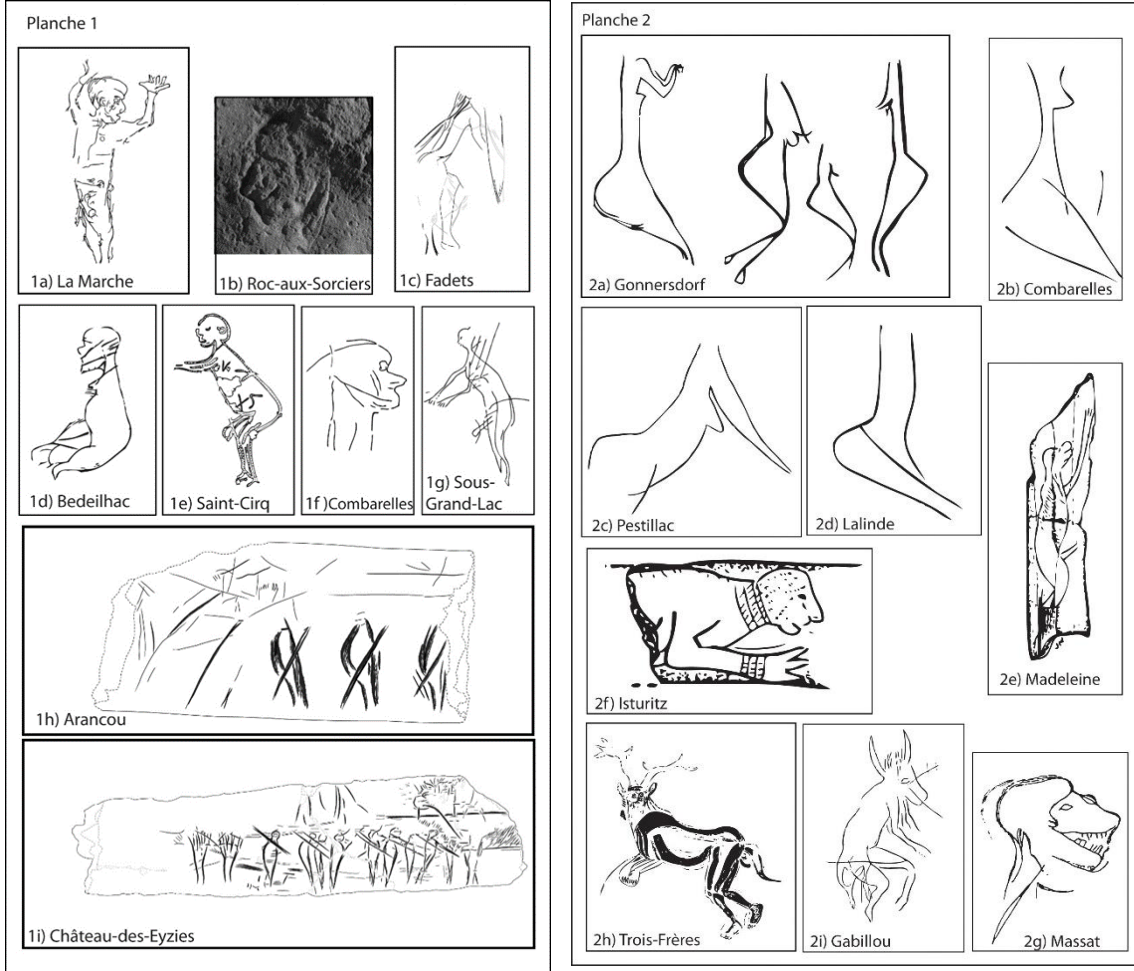 Planche 1
1a) La Marche
1b) Roc-aux-Sorciers
1c) Fadets
1d) Bedeilhac
1e) Saint-Cirq
1f )Combarelles
1g) Sous-
Grand-Lac
1h) Arancou
1i) Château-des-Eyzies
Planche 2
2a) Gonnersdorf
2b) Combarelles
2c) Pestillac
2d) Lalinde
2e) Madeleine
2f) Isturitz
2h) Trois-Frères
2i) Gabillou
2g) Massat